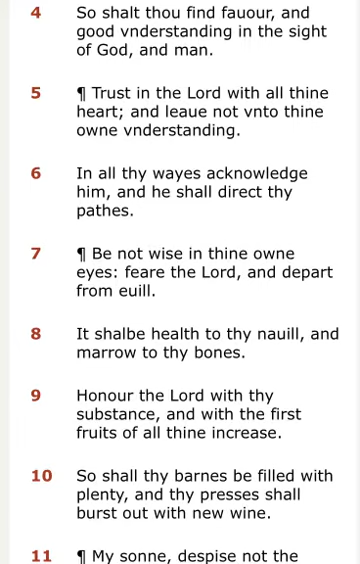 4 So shalt thou find fauour, and
good vnderstanding in the sight
of God, and man.
5 ¶ Trust in the Lord with all thine
heart; and leaue not vnto thine
owne vnderstanding.
6 In all thy wayes acknowledge
him, and he shall direct thy
pathes.
7 ¶ Be not wise in thine owne
eyes: feare the Lord, and depart
from euill.
8 It shalbe health to thy nauill, and
marrow to thy bones.
9 Honour the Lord with thy
substance, and with the first
fruits of all thine increase.
10 So shall thy barnes be filled with
plenty, and thy presses shall
burst out with new wine.
11 ¶ My sonne, despise not the